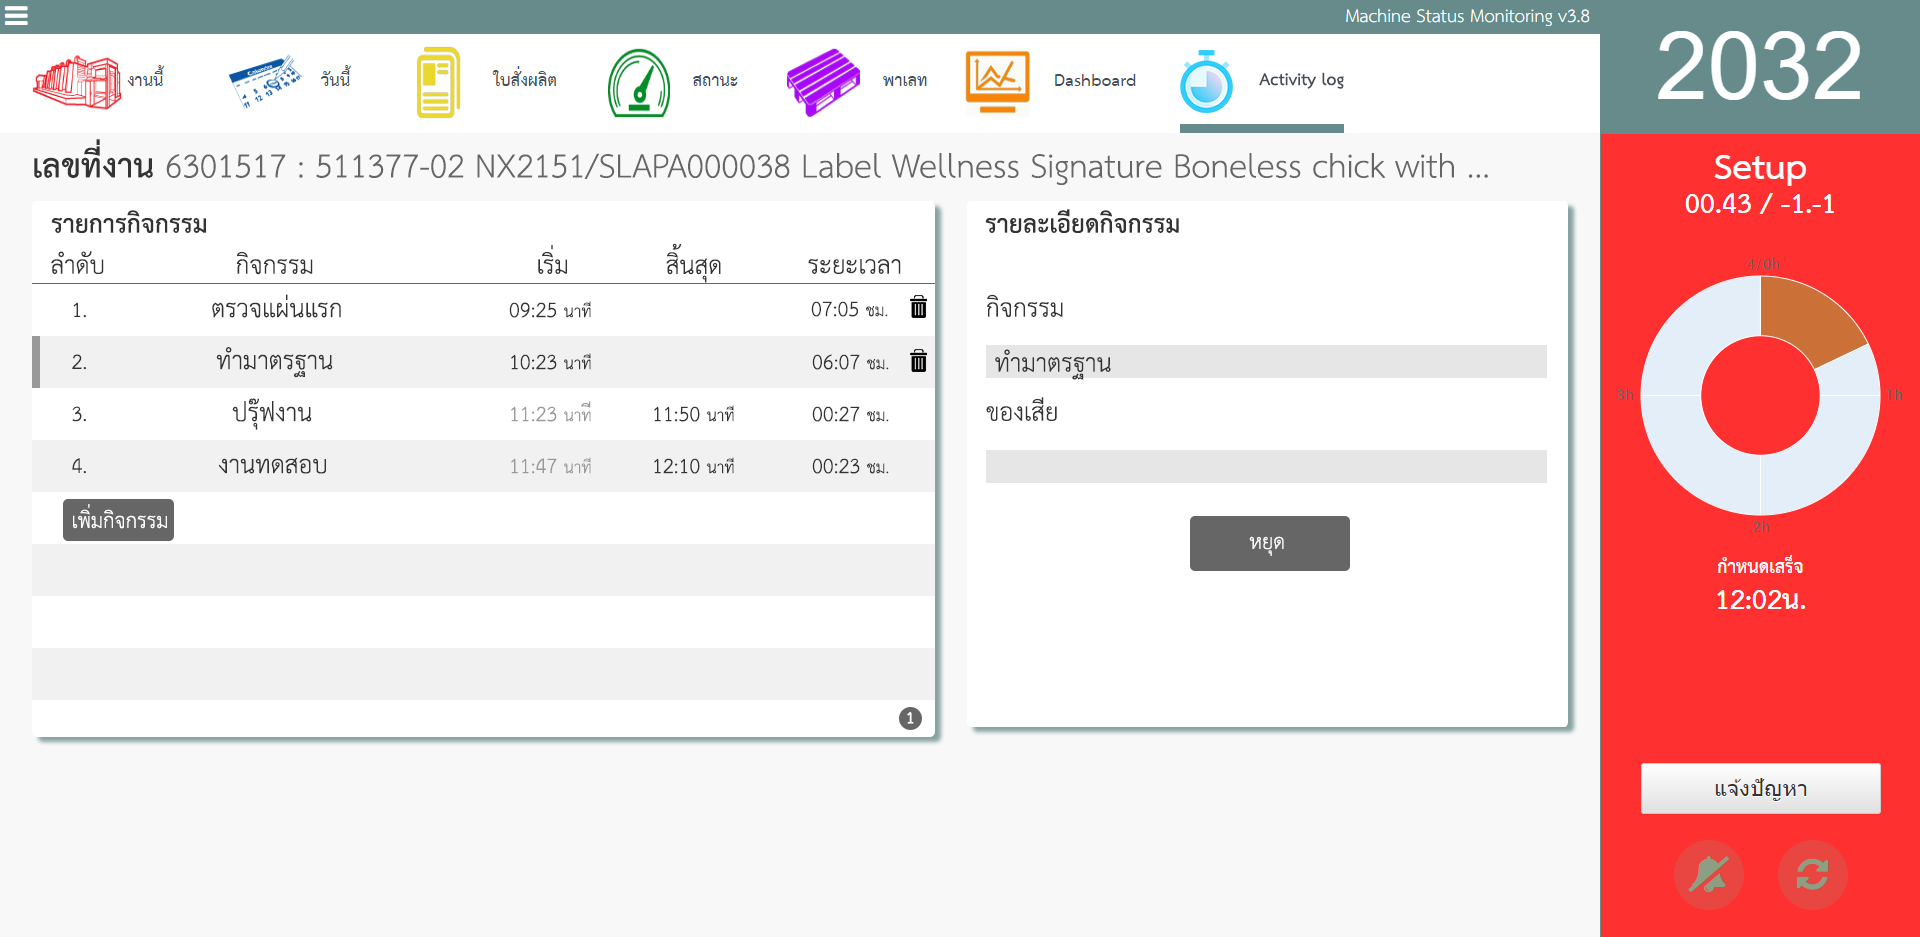 Machine Status Monitoring v3.8
2032
งานนี้
วันนี้
ใบสั่งผลิต
สถานะ
พาเลท
Dashboard
Activity log
เลขที่งาน 6301517 : 511377-02 NX2151/SLAPA000038 Label Wellness Signature Boneless chick with ...
รายการกิจกรรม
ลำดับ กิจกรรม เริ่ม สิ้นสุด ระยะเวลา
1. ตรวจแผ่นแรก 09:25 นาที 07:05 ชม.
2. ทำมาตรฐาน 10:23 นาที 06:07 ชม.
3. ปรุ๊ฟงาน 11:23 นาที 11:50 นาที 00:27 ชม.
4. งานทดสอบ 11:47 นาที 12:10 นาที 00:23 ชม.
เพิ่มกิจกรรม
1
รายละเอียดกิจกรรม
กิจกรรม
ทำมาตรฐาน
ของเสีย
หยุด
Setup
00.43 / -1.-1
4 / 0h
3h
1h
2h
กำหนดเสร็จ
12:02น.
แจ้งปัญหา